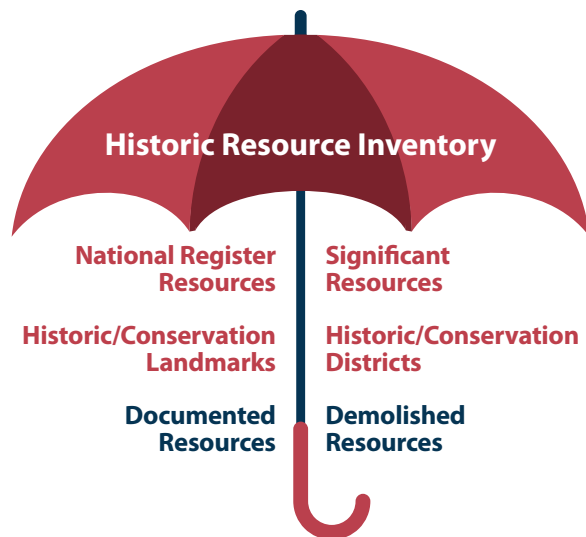 Historic Resource Inventory
National Register
Resources
Significant
Resources
Historic/Conservation
Landmarks
Historic/Conservation
Districts
Documented
Resources
Demolished
Resources